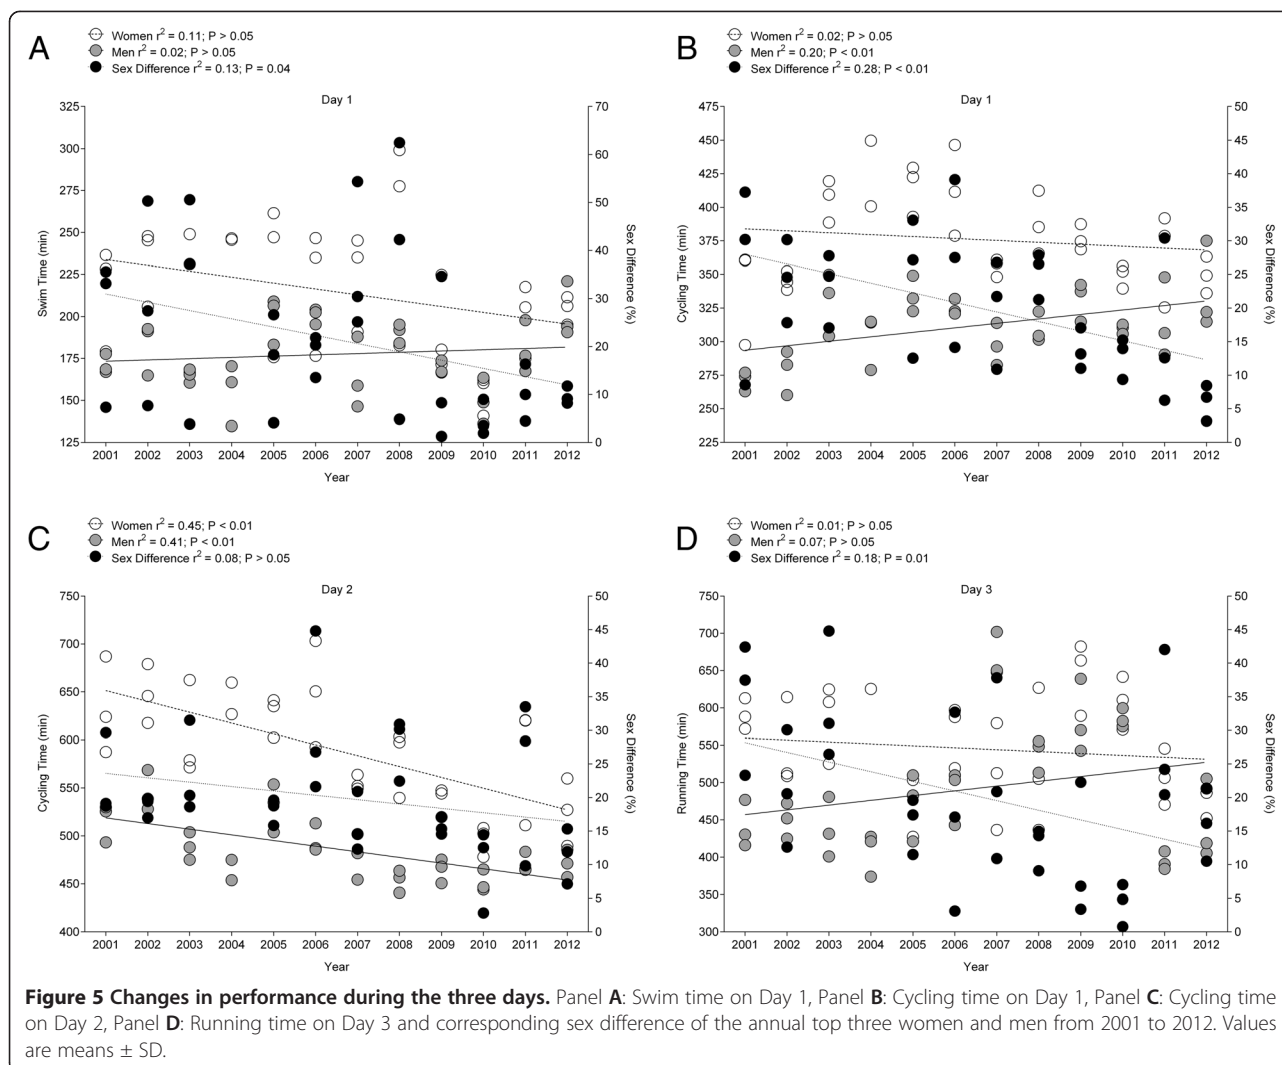 A
Women r² = 0.11; P > 0.05
Men r² = 0.02; P > 0.05
Sex Difference r² = 0.13; P = 0.04
Day 1
325
300
275
250
225
200
175
150
125
Swim Time (min)
70
60
50
40
30
20
10
0
Sex Difference (%)
2001 2002 2003 2004 2005 2006 2007 2008 2009 2010 2011 2012
Year
B
Women r² = 0.02; P > 0.05
Men r² = 0.20; P < 0.01
Sex Difference r² = 0.28; P < 0.01
Day 1
475
450
425
400
375
350
325
300
275
250
225
Cycling Time (min)
50
45
40
35
30
25
20
15
10
5
0
Sex Difference (%)
2001 2002 2003 2004 2005 2006 2007 2008 2009 2010 2011 2012
Year
C
Women r² = 0.45; P < 0.01
Men r² = 0.41; P < 0.01
Sex Difference r² = 0.08; P > 0.05
Day 2
750
700
650
600
550
500
450
400
Cycling Time (min)
50
45
40
35
30
25
20
15
10
5
0
Sex Difference (%)
2001 2002 2003 2004 2005 2006 2007 2008 2009 2010 2011 2012
Year
D
Women r² = 0.01; P > 0.05
Men r² = 0.07; P > 0.05
Sex Difference r² = 0.18; P = 0.01
Day 3
750
700
650
600
550
500
450
400
350
300
Running Time (min)
50
45
40
35
30
25
20
15
10
5
0
Sex Difference (%)
2001 2002 2003 2004 2005 2006 2007 2008 2009 2010 2011 2012
Year
Figure 5 Changes in performance during the three days. Panel A: Swim time on Day 1, Panel B: Cycling time on Day 1, Panel C: Cycling time
on Day 2, Panel D: Running time on Day 3 and corresponding sex difference of the annual top three women and men from 2001 to 2012. Values
are means ± SD.